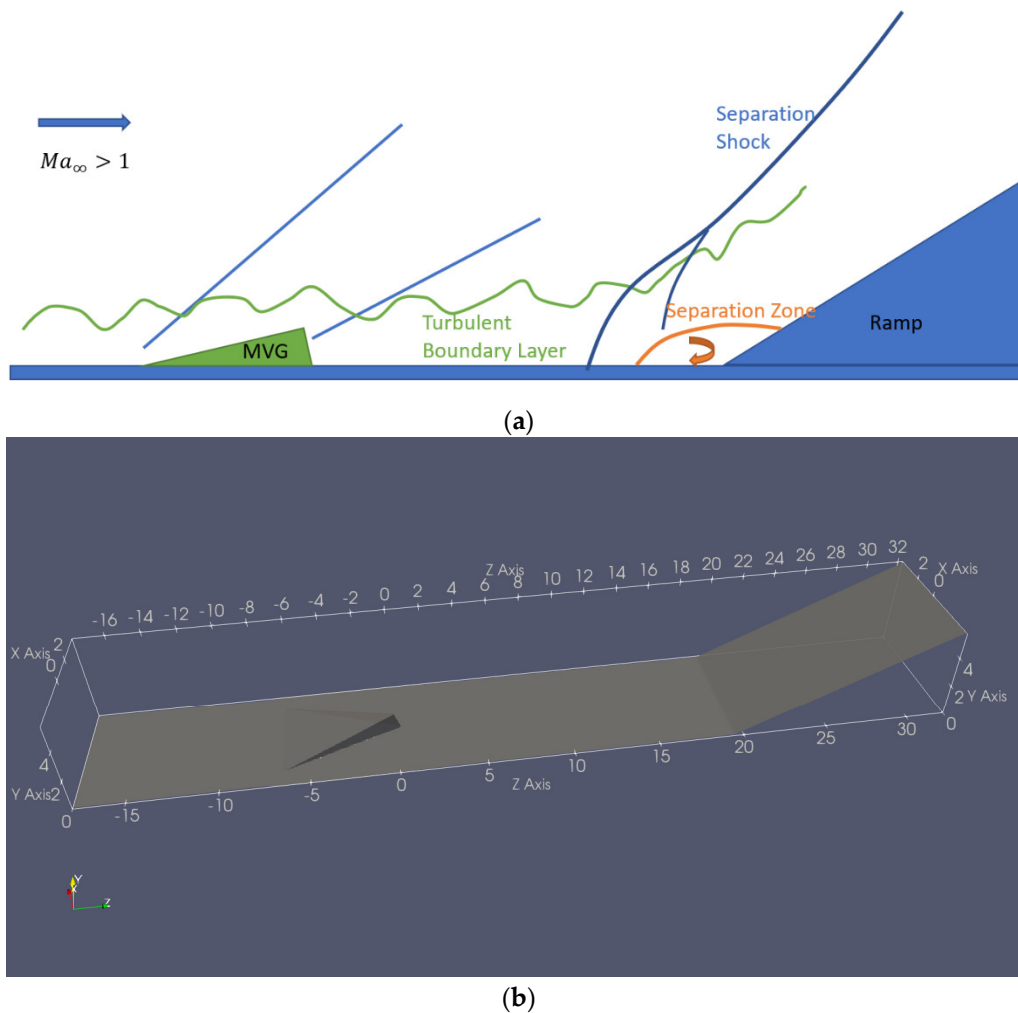 Separation
Shock
Ma∞ > 1
Separation Zone
Turbulent
Boundary Layer
MVG
Ramp
(a)
-16 -14 -12 -10 -8 -6 -4 -2 0 2 4 6 8 10 12 14 16 18 20 22 24 26 28 30 32
Z Axis
2 0 X Axis
X Axis 2 0
4 2 Y Axis
4 2 0 Y Axis
-15 -10 -5 0 5 10 15 20 25 30 0
Z Axis
Y
X
Z
(b)